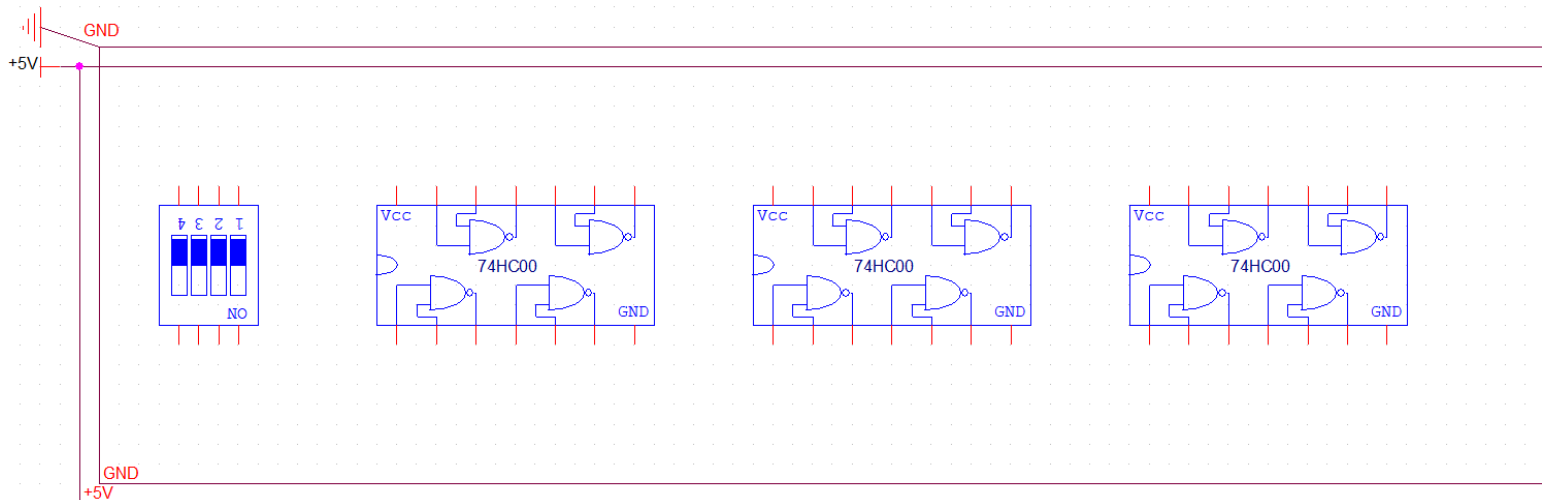 GND
+5V
4 3 2 1
ON
Vcc
74HC00
GND
Vcc
74HC00
GND
Vcc
74HC00
GND
GND
+5V